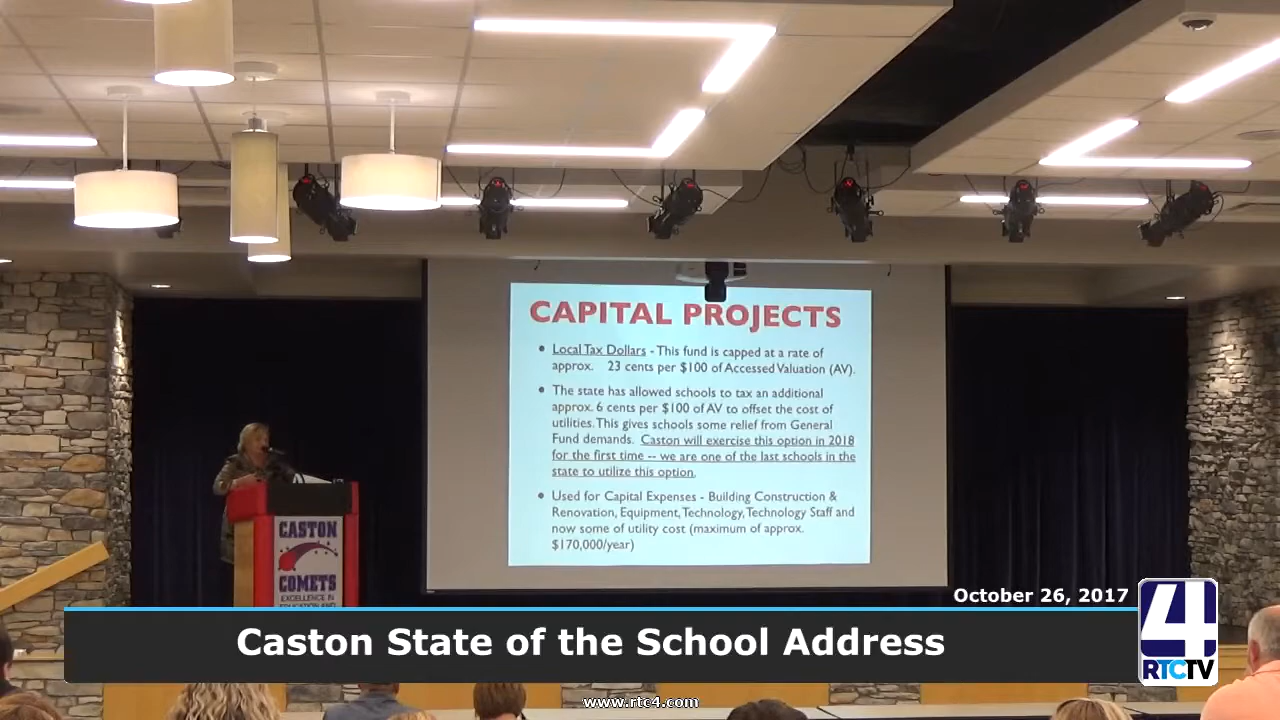 CAPITAL PROJECTS
• Local Tax Dollars - This fund is capped at a rate of
approx. 23 cents per $100 of Accessed Valuation (AV).
• The state has allowed schools to tax an additional
approx. 6 cents per $100 of AV to offset the cost of
utilities. This gives schools some relief from General
Fund demands. Caston will exercise this option in 2018
for the first time -- we are one of the last schools in the
state to utilize this option.
• Used for Capital Expenses - Building Construction &
Renovation, Equipment, Technology, Technology Staff and
now some of utility cost (maximum of approx.
$170,000/year)
CASTON
COMETS
EXCELLENCE IN
EDUCATION AND
October 26, 2017
Caston State of the School Address
4
RTCTV
www.rtc4.com